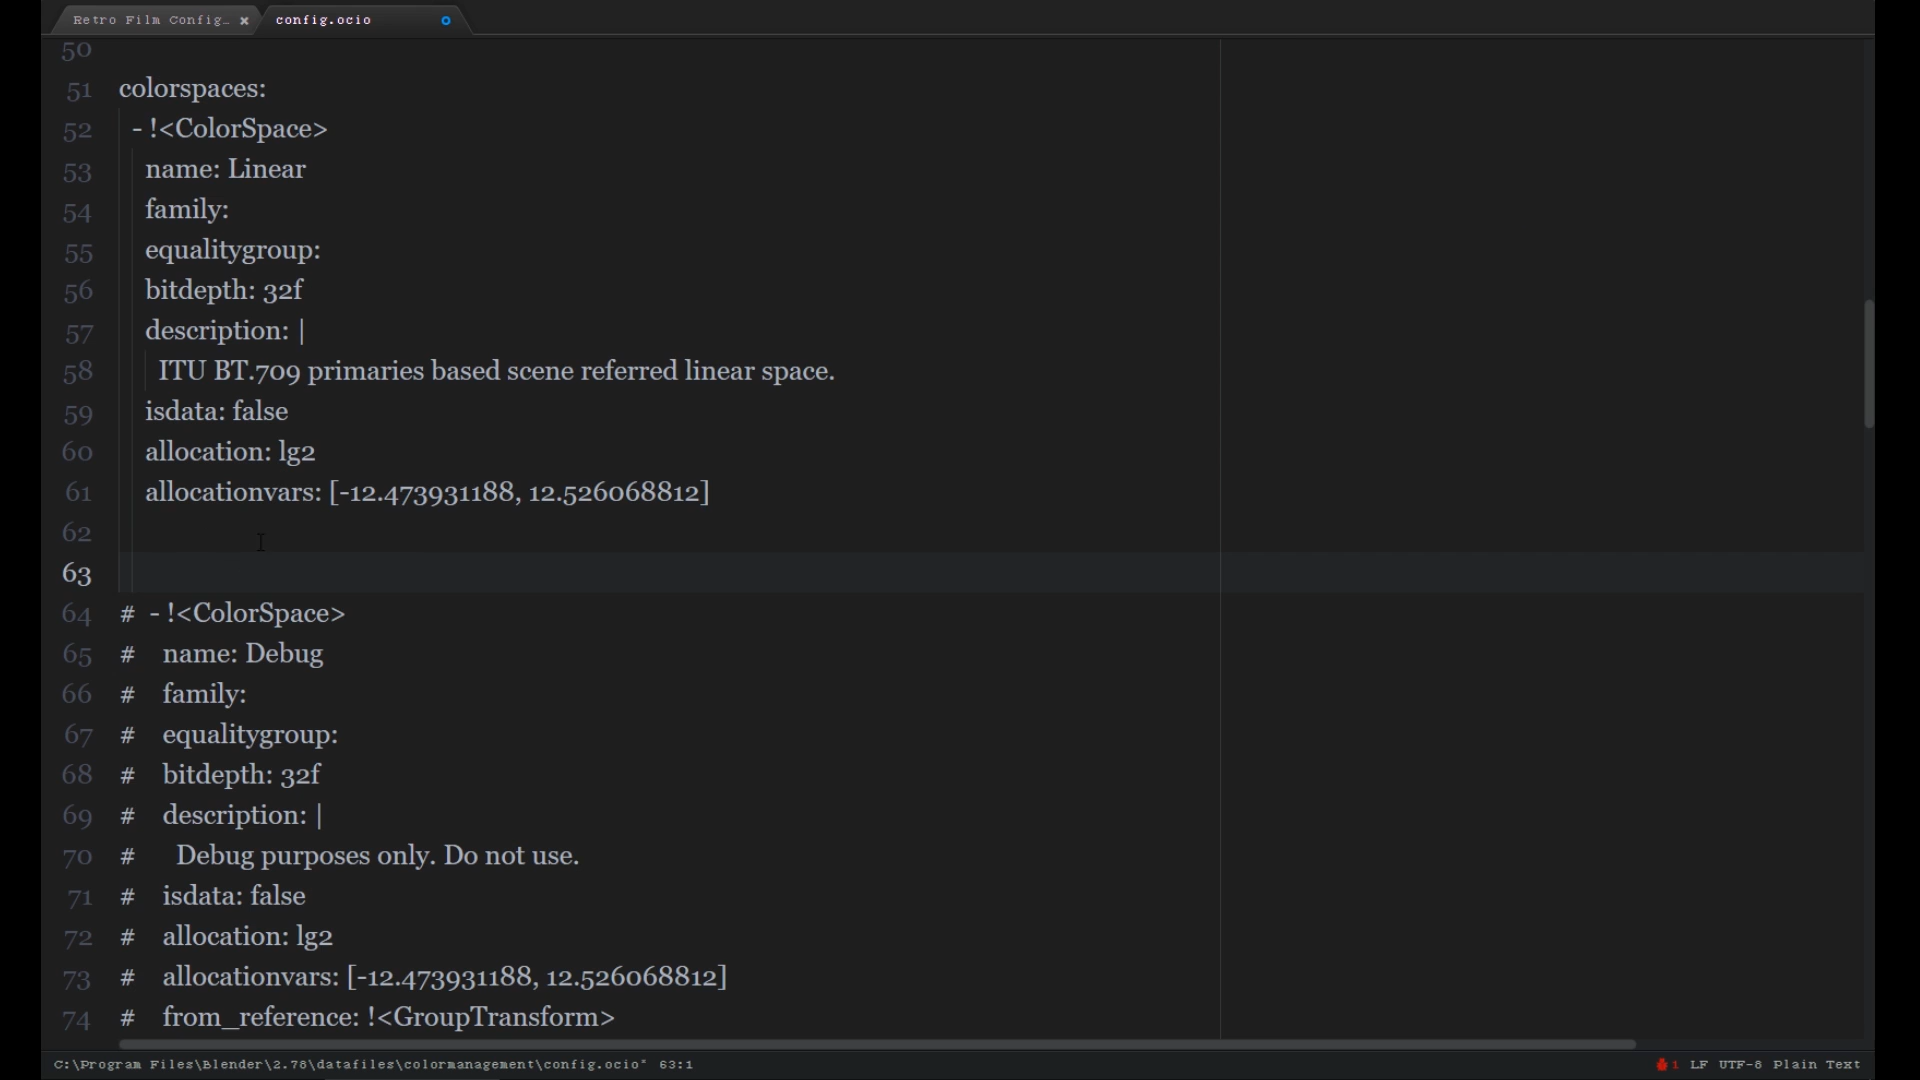 Retro Film Config…
config.ocio
50
51 colorspaces:
52 - !<ColorSpace>
53 name: Linear
54 family:
55 equalitygroup:
56 bitdepth: 32f
57 description: |
58 ITU BT.709 primaries based scene referred linear space.
59 isdata: false
60 allocation: lg2
61 allocationvars: [-12.473931188, 12.526068812]
62
63
64 # - !<ColorSpace>
65 # name: Debug
66 # family:
67 # equalitygroup:
68 # bitdepth: 32f
69 # description: |
70 # Debug purposes only. Do not use.
71 # isdata: false
72 # allocation: lg2
73 # allocationvars: [-12.473931188, 12.526068812]
74 # from_reference: !<GroupTransform>
C:\Program Files\Blender\2.78\datafiles\colormanagement\config.ocio* 63:1
1 LF UTF-8 Plain Text